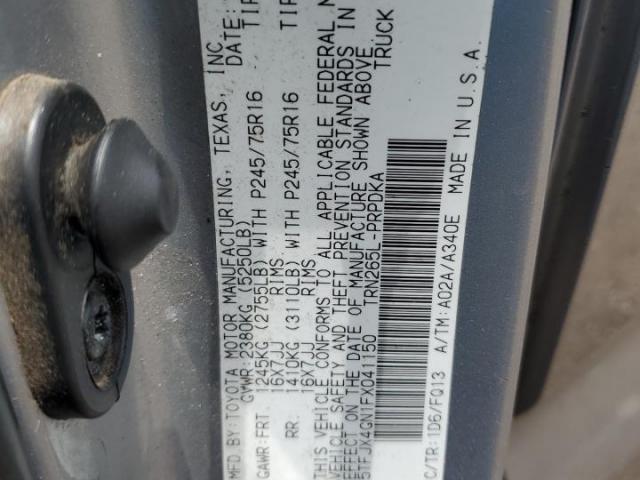 MFD.BY:TOYOTA MOTOR MANUFACTURING, TEXAS, INC DATE:
GVWR:2380KG (5250LB)
GAWR:FRT. 1245KG (2755LB) WITH P245/75R16 TIR
16X7JJ RIMS
RR. 1410KG (3110LB) WITH P245/75R16 TIR
16X7JJ RIMS
THIS VEHICLE CONFORMS TO ALL APPLICABLE FEDERAL
VEHICLE SAFETY AND THEFT PREVENTION STANDARDS IN
EFFECT ON THE DATE OF MANUFACTURE SHOWN ABOVE.
5TFJX4GN1FX041150 TRUCK
TRN265L-PRPDKA
C/TR:1D6/FQ13 A/TM:A02A/A340E MADE IN U.S.A.